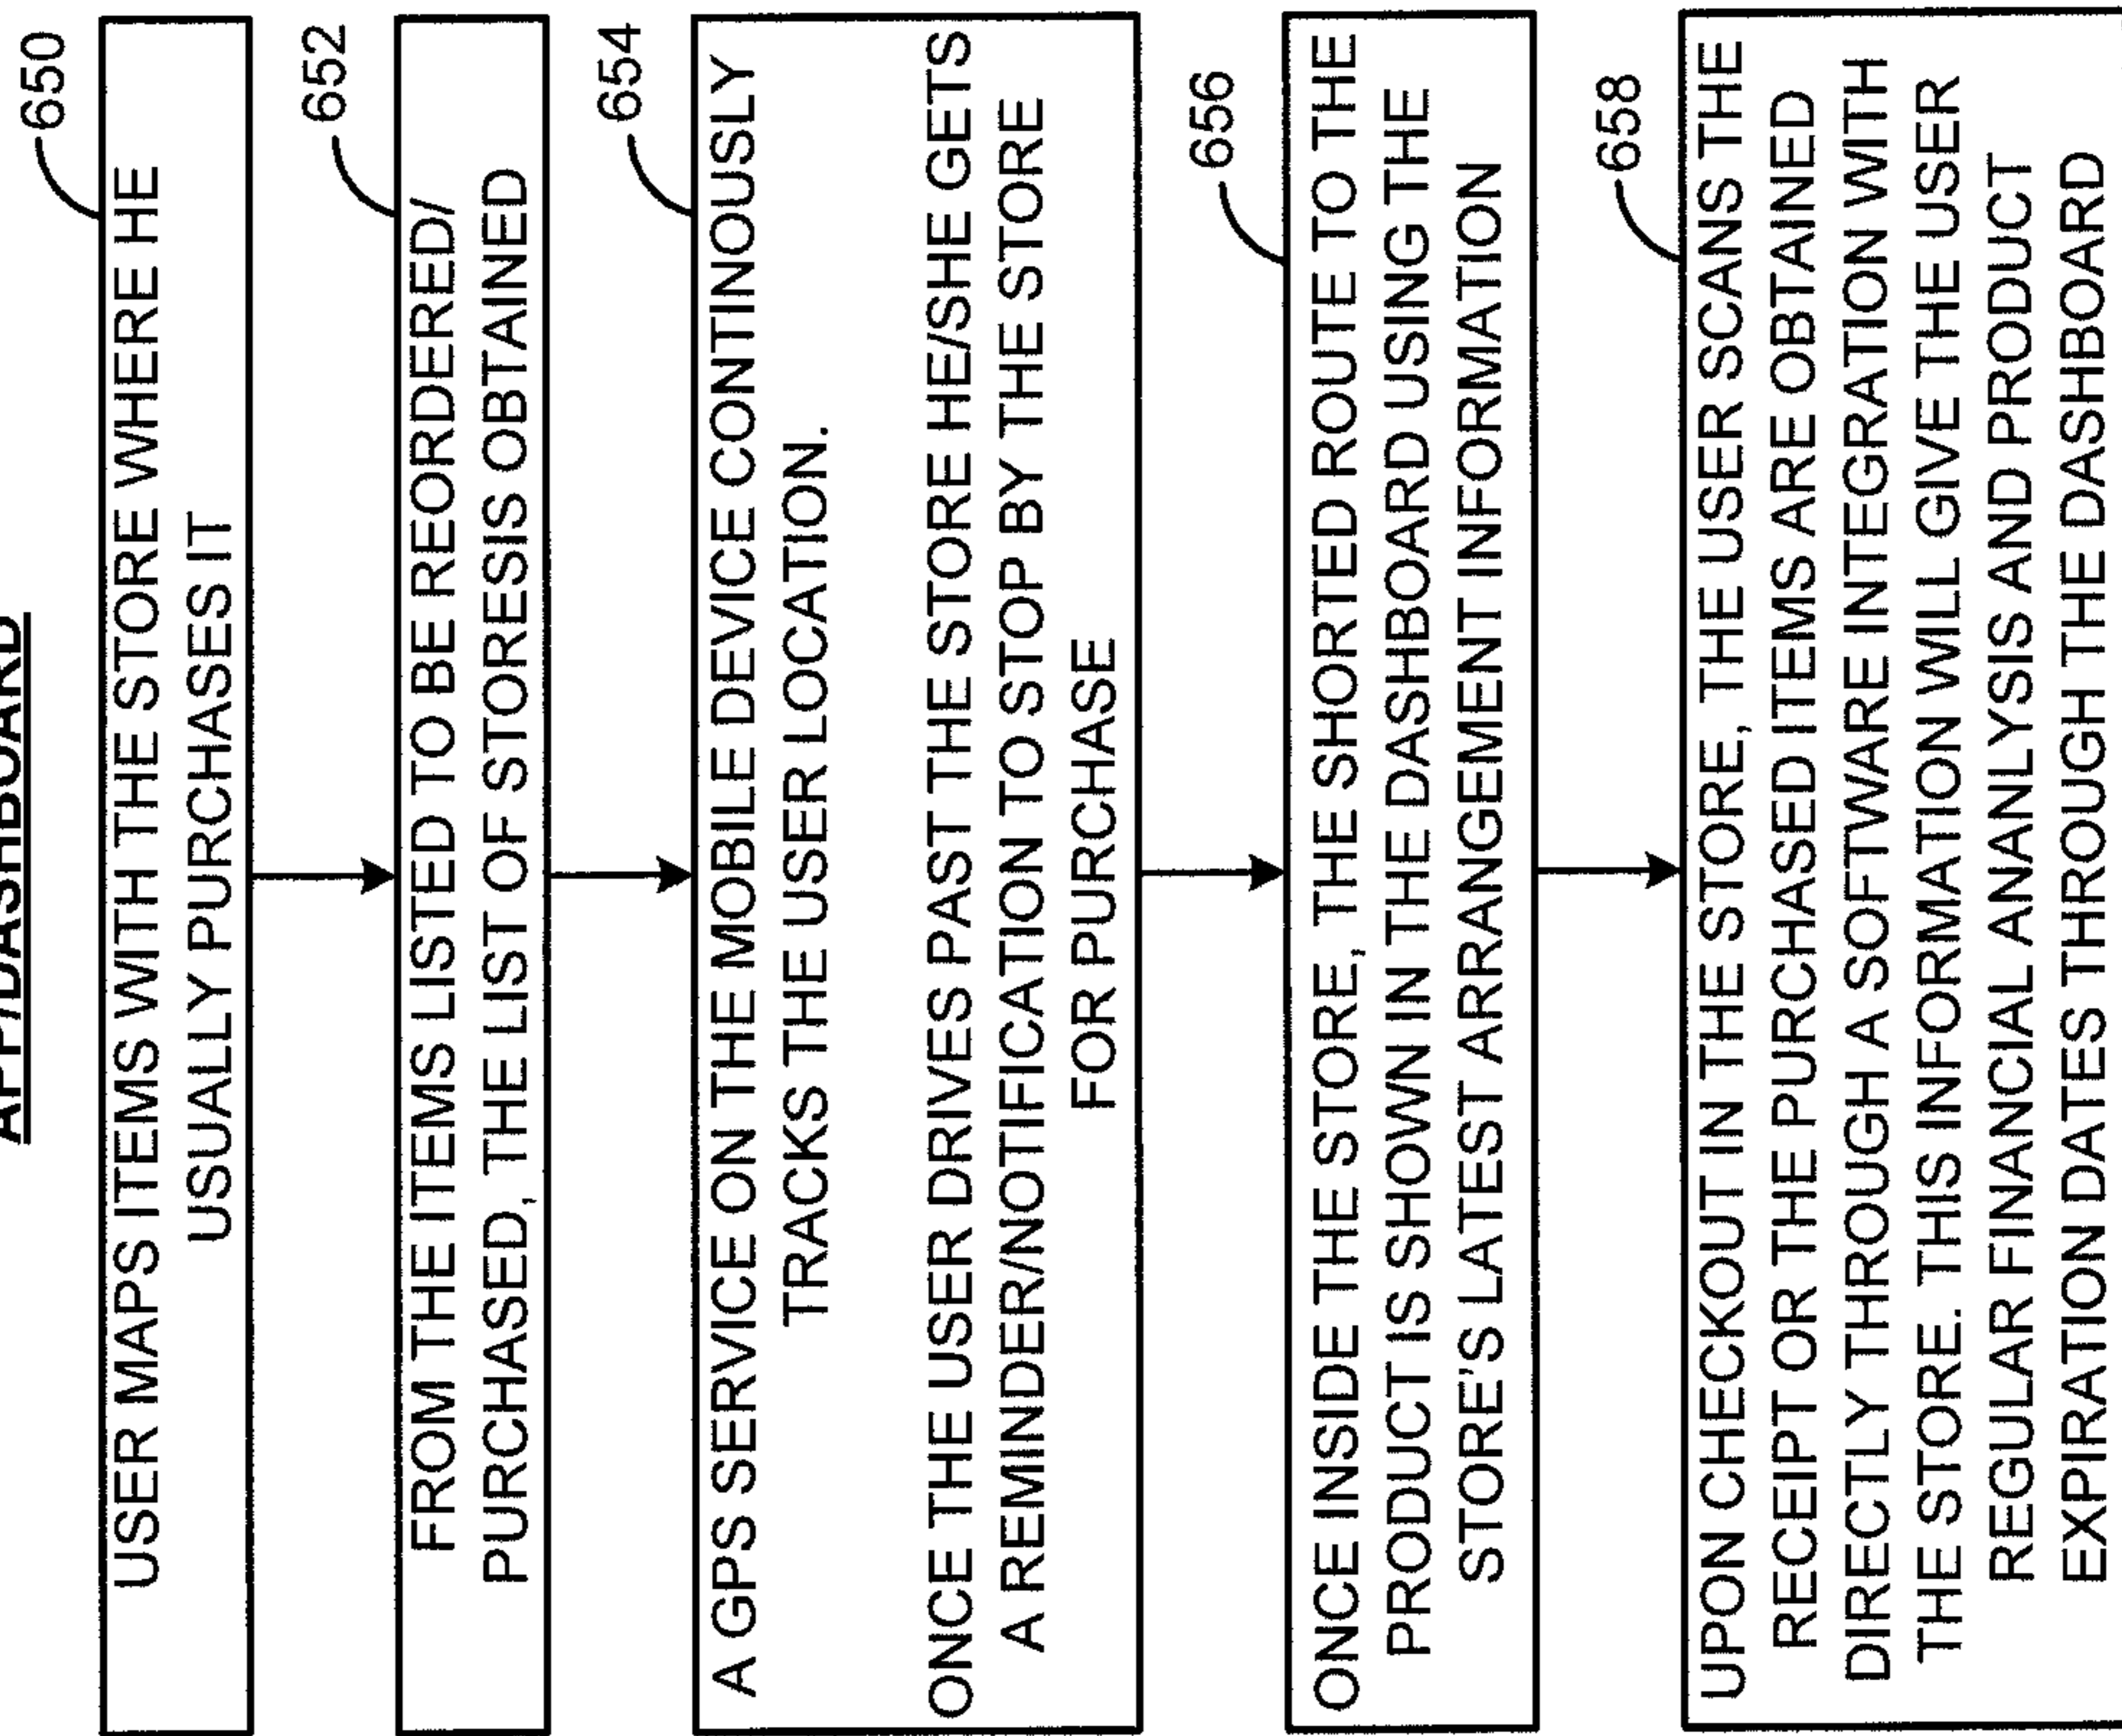 APP/DASHBOARD
650
USER MAPS ITEMS WITH THE STORE WHERE HE
USUALLY PURCHASES IT
652
FROM THE ITEMS LISTED TO BE REORDERED/
PURCHASED, THE LIST OF STORESIS OBTAINED
654
A GPS SERVICE ON THE MOBILE DEVICE CONTINOUSLY
TRACKS THE USER LOCATION.
ONCE THE USER DRIVES PAST THE STORE HE/SHE GETS
A REMINDER/NOTIFICATION TO STOP BY THE STORE
FOR PURCHASE
656
ONCE INSIDE THE STORE, THE SHORTED ROUTE TO THE
PRODUCT IS SHOWN IN THE DASHBOARD USING THE
STORE'S LATEST ARRANGEMENT INFORMATION
658
UPON CHECKOUT IN THE STORE, THE USER SCANS THE
RECEIPT OR THE PURCHASED ITEMS ARE OBTAINED
DIRECTLY THROUGH A SOFTWARE INTEGRATION WITH
THE STORE. THIS INFORMATION WILL GIVE THE USER
REGULAR FINANCIAL ANANLYSIS AND PRODUCT
EXPIRATION DATES THROUGH THE DASHBOARD